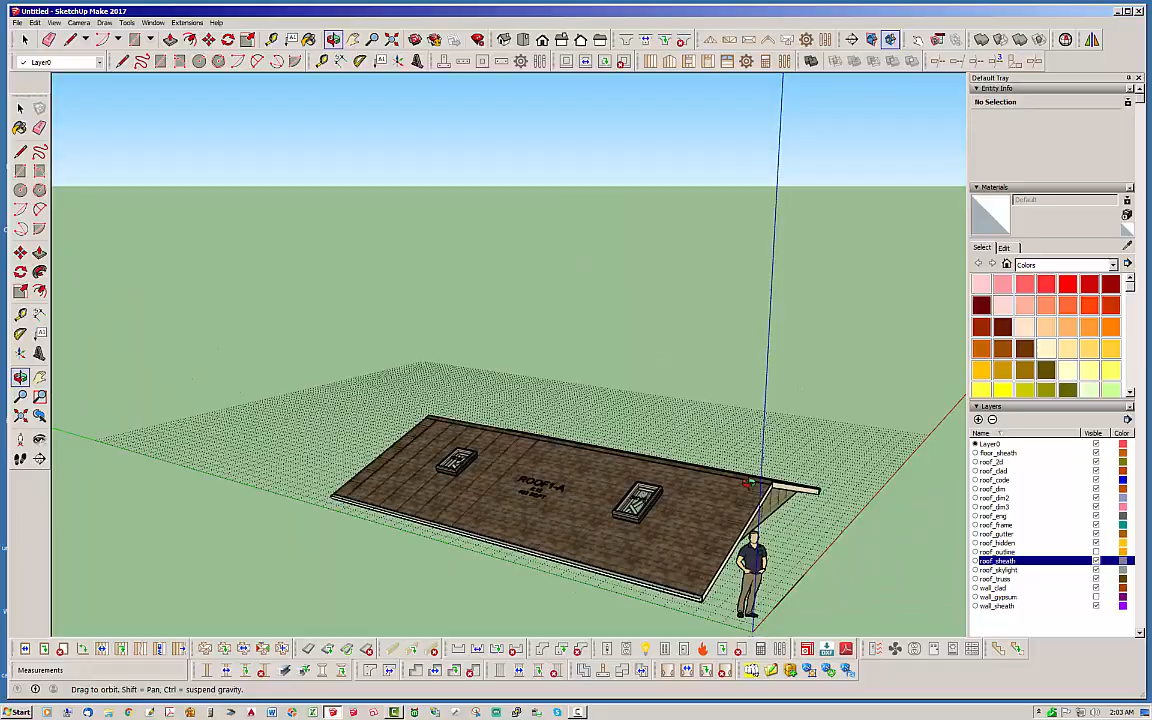 Untitled - SketchUp Make 2017
File Edit View Camera Draw Tools Window Extensions Help
Layer0
Default Tray
Entity Info
No Selection
Materials
Default
Select Edit
Colors
Layers
Name Visible Color
Layer0
floor_sheath
roof_2d
roof_clad
roof_code
roof_dim
roof_dim2
roof_dim3
roof_eng
roof_frame
roof_gutter
roof_hidden
roof_outline
roof_sheath
roof_skylight
roof_truss
wall_clad
wall_gypsum
wall_sheath
Measurements
Drag to orbit. Shift = Pan, Ctrl = suspend gravity.
Start
2:03 AM